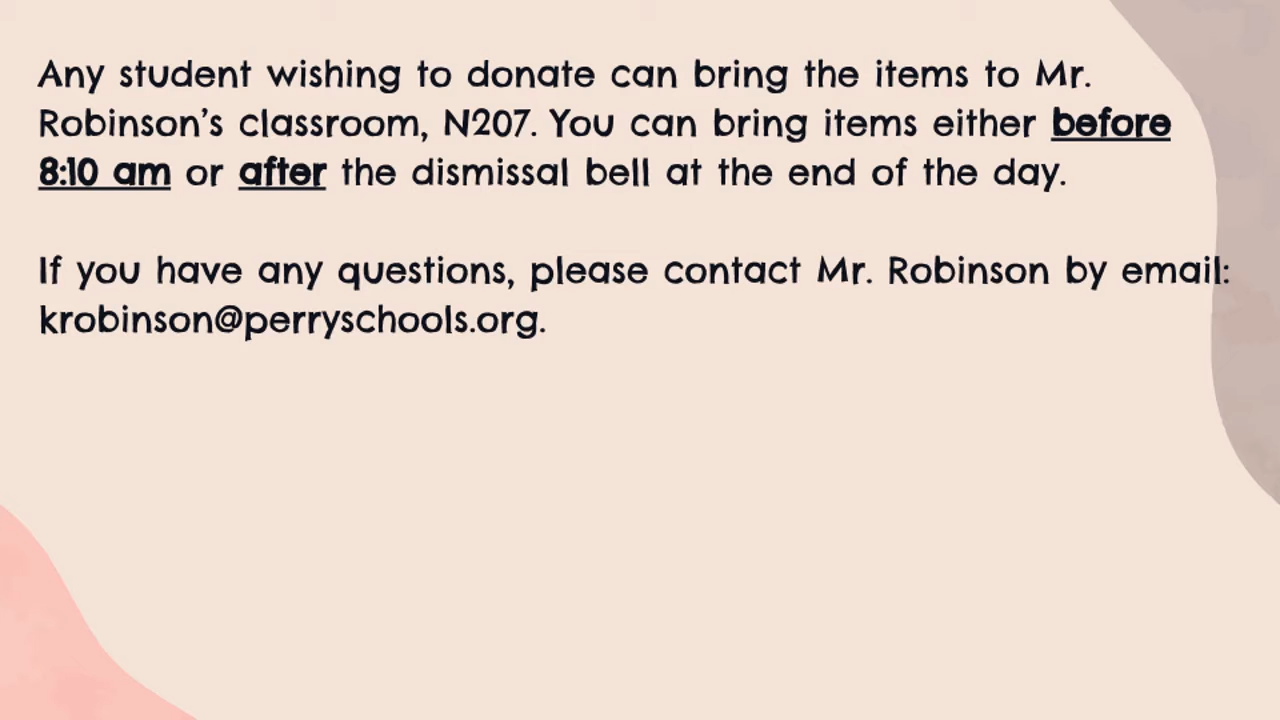 Any student wishing to donate can bring the items to Mr.
Robinson’s classroom, N207. You can bring items either before
8:10 am or after the dismissal bell at the end of the day.
If you have any questions, please contact Mr. Robinson by email:
krobinson@perryschools.org.